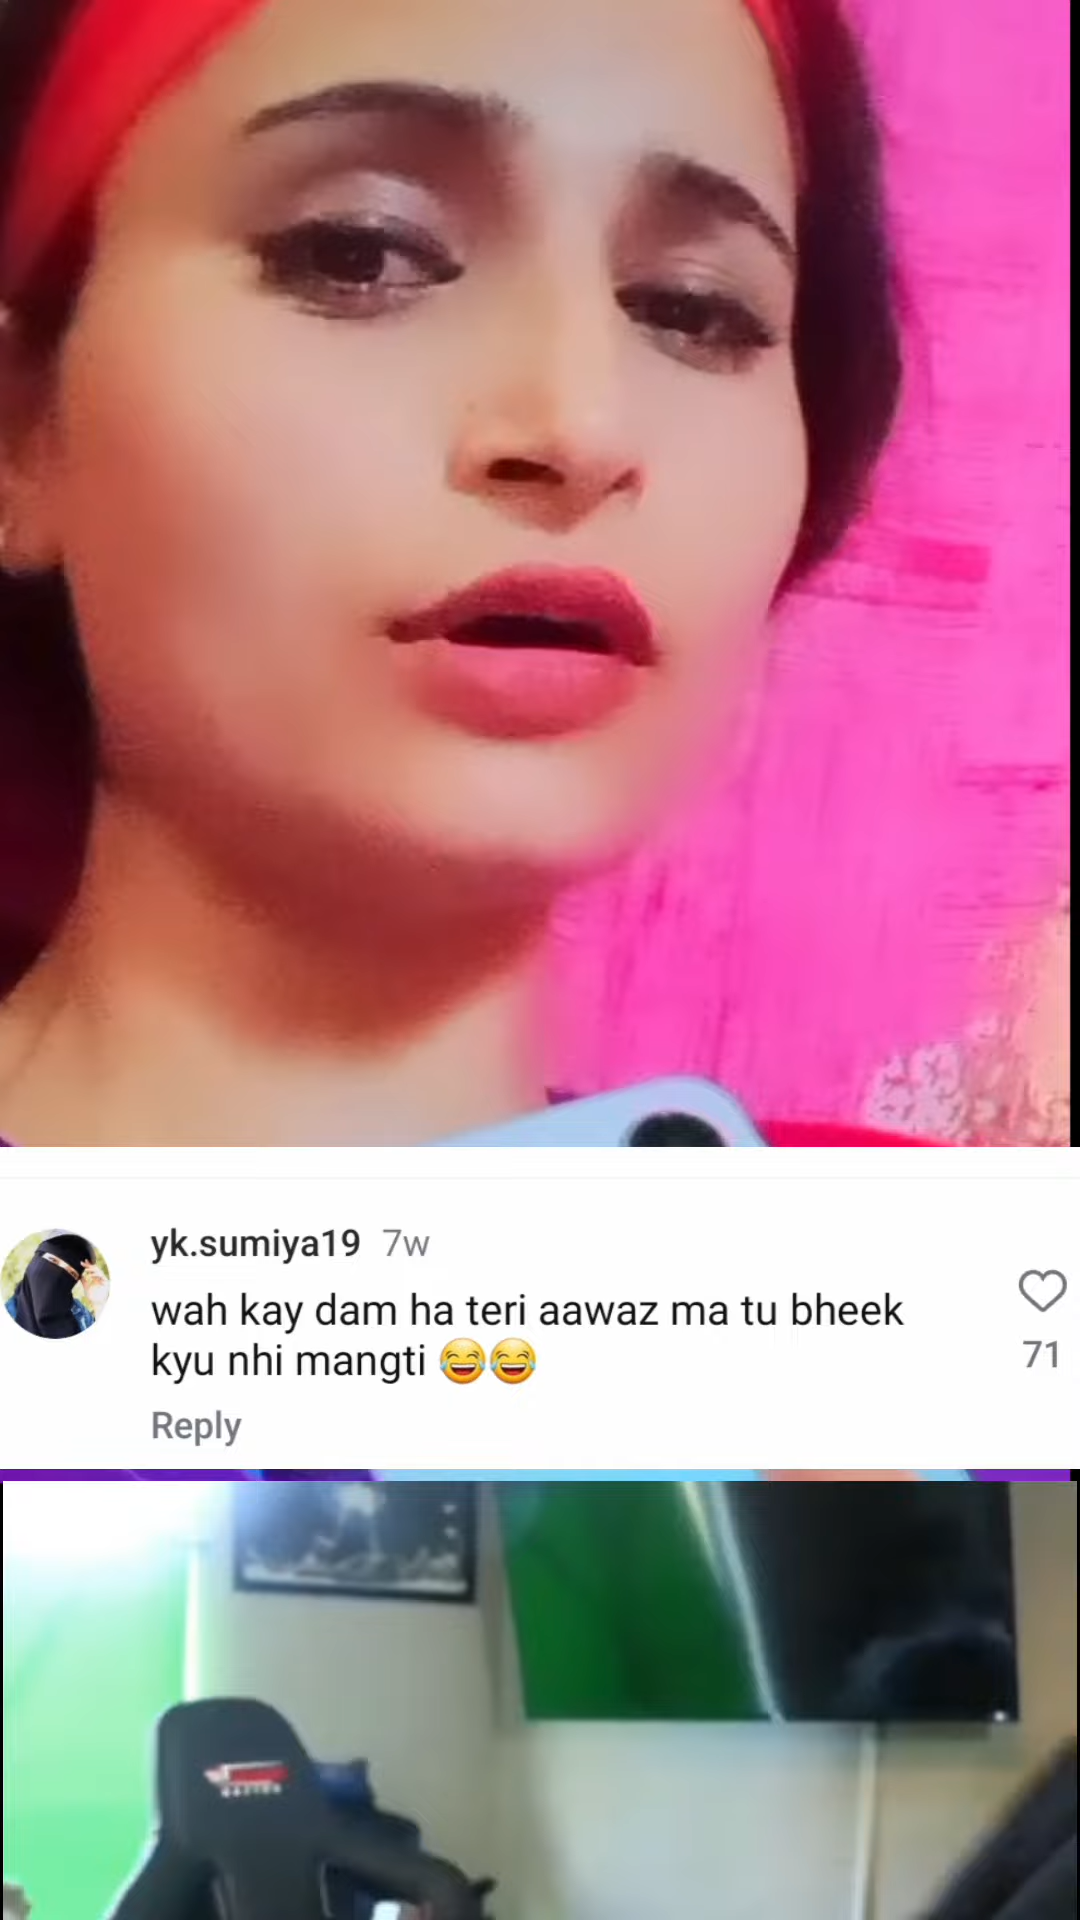 yk.sumiya19 7w
wah kay dam ha teri aawaz ma tu bheek
kyu nhi mangti 😂😂
71
Reply